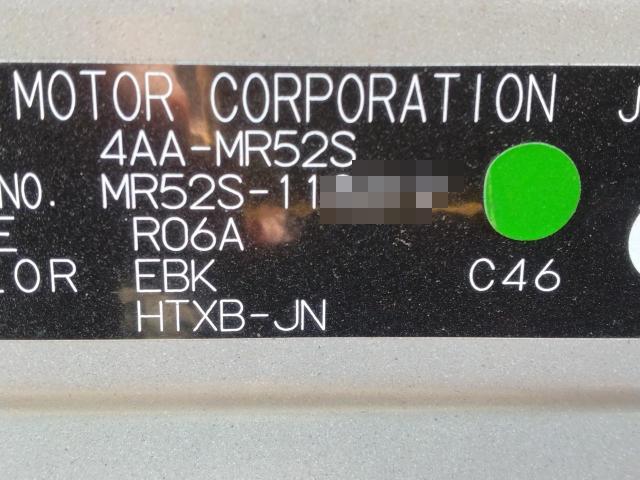 MOTOR CORPORATION J
4AA-MR52S
NO. MR52S-11
E R06A
LOR EBK C46
HTXB-JN